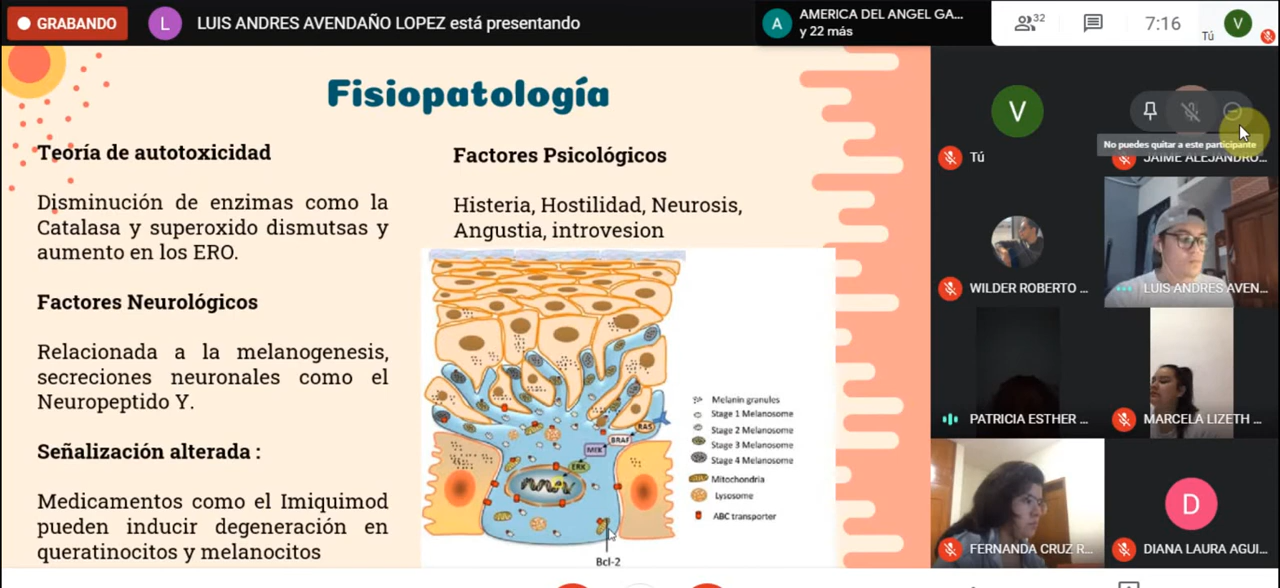 GRABANDO
L
LUIS ANDRES AVENDAÑO LOPEZ está presentando
A
AMERICA DEL ANGEL GA...
y 22 más
32
7:16
Tú
V
Fisiopatología
Teoría de autotoxicidad
Disminución de enzimas como la
Catalasa y superoxido dismutsas y
aumento en los ERO.
Factores Neurológicos
Relacionada a la melanogenesis,
secreciones neuronales como el
Neuropeptido Y.
Señalización alterada :
Medicamentos como el Imiquimod
pueden inducir degeneración en
queratinocitos y melanocitos
Factores Psicológicos
Histeria, Hostilidad, Neurosis,
Angustia, introvesion
RAS
BRAF
MEK
ERK
Bcl-2
Melanin granules
Stage 1 Melanosome
Stage 2 Melanosome
Stage 3 Melanosome
Stage 4 Melanosome
Mitochondria
Lysosome
ABC transporter
V
Tú
No puedes quitar a este participante
JAIME ALEJANDRO...
WILDER ROBERTO ...
LUIS ANDRES AVEN...
PATRICIA ESTHER ...
MARCELA LIZETH ...
FERNANDA CRUZ R...
D
DIANA LAURA AGUI...